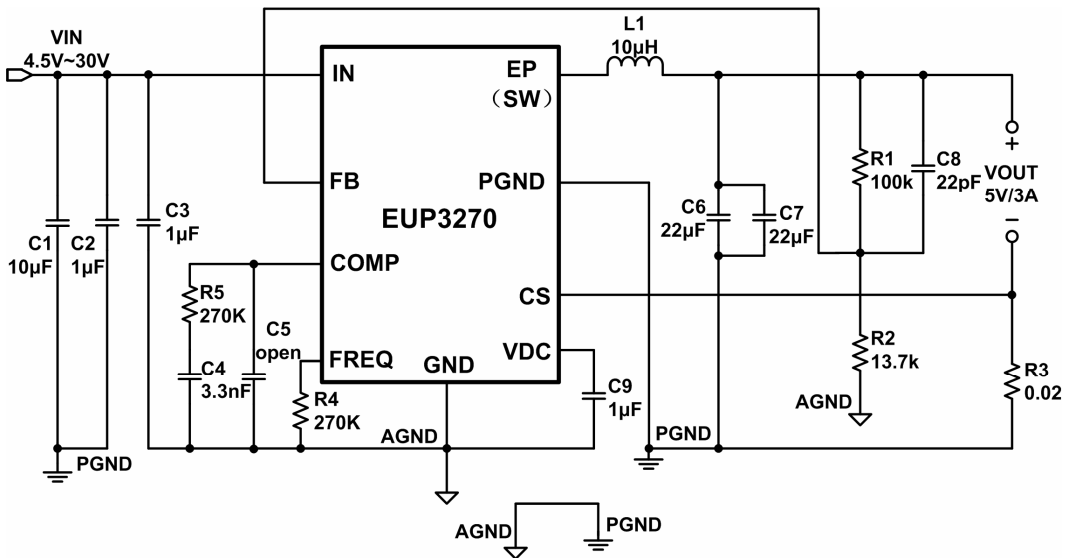 VIN
4.5V~30V
L1
10µH
IN
EP
(SW)
FB
PGND
EUP3270
COMP
CS
FREQ
GND
VDC
C1
10µF
C2
1µF
C3
1µF
R5
270K
C4
3.3nF
C5
open
R4
270K
C9
1µF
C6
22µF
C7
22µF
R1
100k
C8
22pF
+
VOUT
5V/3A
−
R2
13.7k
AGND
R3
0.02
PGND
AGND
PGND
AGND
PGND